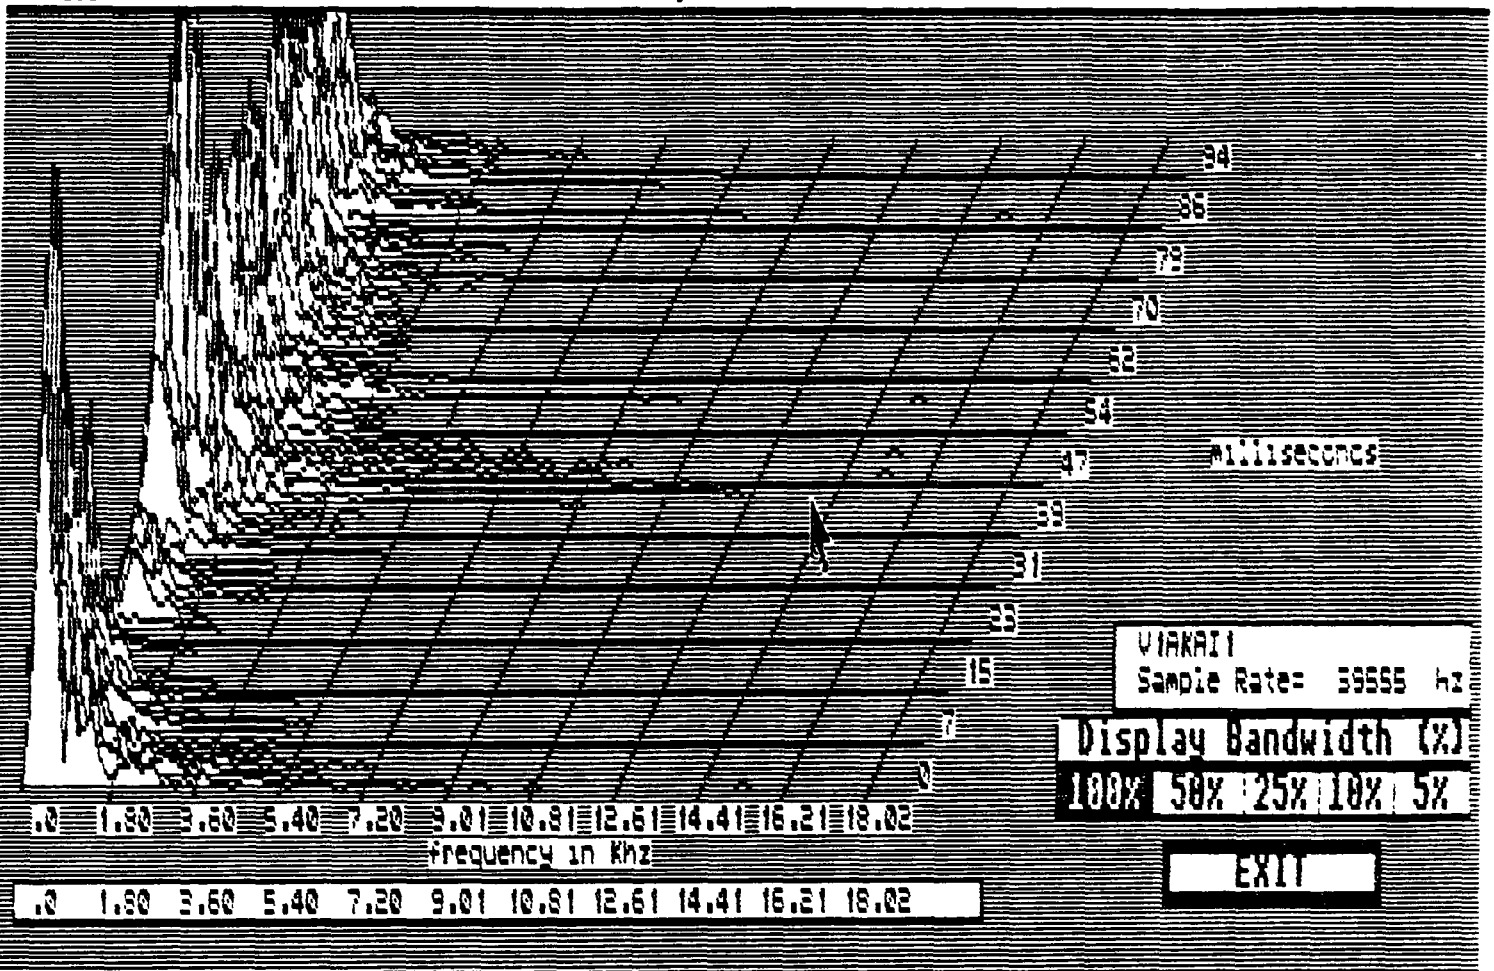 94
86
78
70
62
54
47
milliseconds
39
31
23
15
7
0
V1AKAI1
Sample Rate= hz
Display Bandwidth [%]
100% 50% 25% 10% 5%
.0 1.80 3.60 5.40 7.20 9.01 10.81 12.61 14.41 16.21 18.02
frequency in Khz
EXIT
.0 1.80 3.60 5.40 7.20 9.01 10.81 12.61 14.41 16.21 18.02